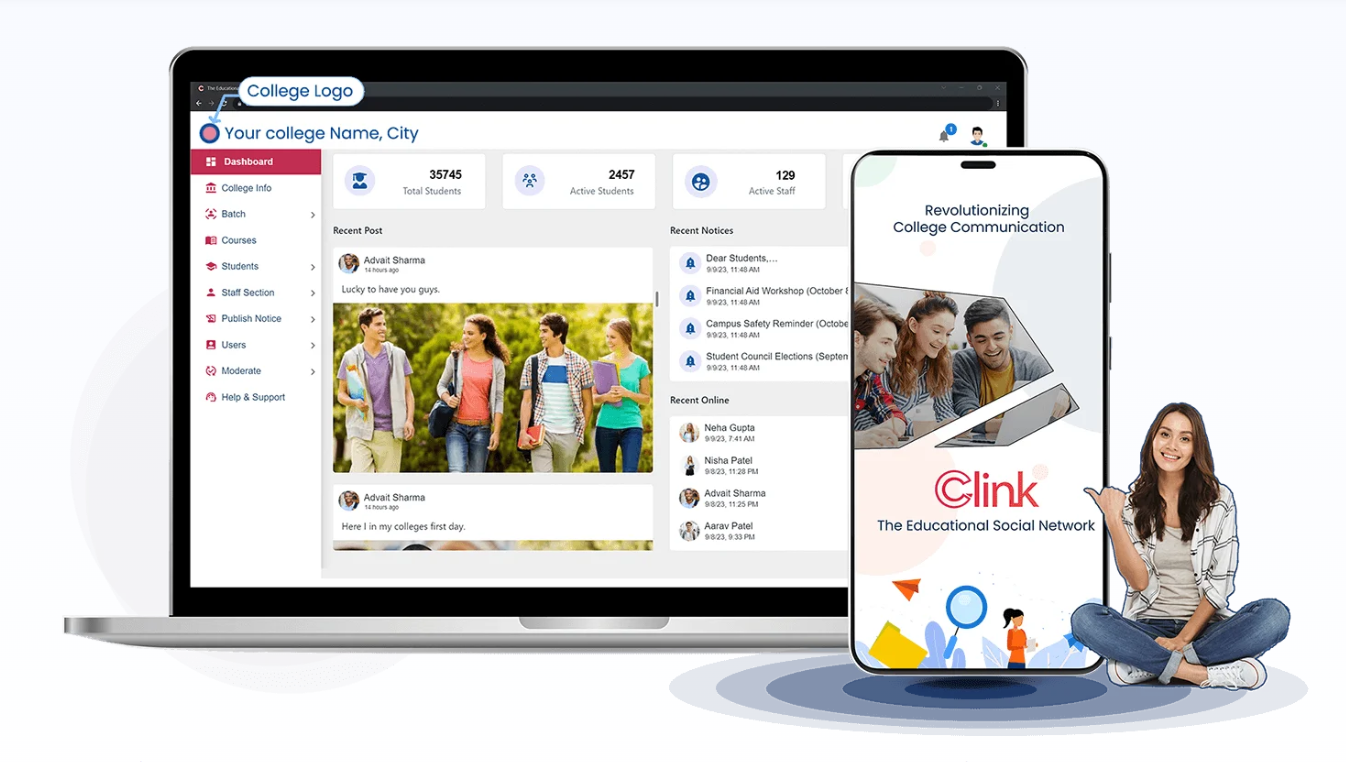 The Education
College Logo
Your college Name, City
1
Dashboard
College Info
Batch
Courses
Students
Staff Section
Publish Notice
Users
Moderate
Help & Support
35745
Total Students
2457
Active Students
129
Active Staff
Recent Post
Advait Sharma
14 hours ago
Lucky to have you guys.
Advait Sharma
14 hours ago
Here I in my colleges first day.
Recent Notices
Dear Students,...
9/9/23, 11:48 AM
Financial Aid Workshop (October 8
9/9/23, 11:48 AM
Campus Safety Reminder (Octobe
9/9/23, 11:48 AM
Student Council Elections (Septen
9/9/23, 11:48 AM
Recent Online
Neha Gupta
9/9/23, 7:41 AM
Nisha Patel
9/8/23, 11:28 PM
Advait Sharma
9/8/23, 11:25 PM
Aarav Patel
9/8/23, 9:33 PM
Revolutionizing
College Communication
Clink
The Educational Social Network